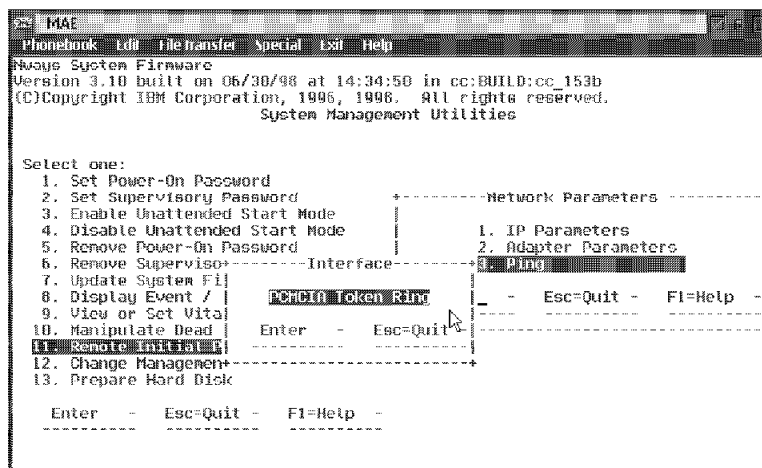 MAE
Phonebook Edit File Transfer Special Exit Help
Nways System Firmware
Version 3.10 built on 06/30/98 at 14:34:50 in cc:BUILD:cc_153b
(C)Copyright IBM Corporation, 1996, 1998. All rights reserved.
System Management Utilities
Select one:
1. Set Power-On Password
2. Set Supervisory Password
3. Enable Unattended Start Mode
4. Disable Unattended Start Mode
5. Remove Power-On Password
6. Remove Superviso
7. Update System Fi
8. Display Event /
9. View or Set Vita
10. Manipulate Dead
11. Remote Initial P
12. Change Managemen
13. Prepare Hard Disk
Enter - Esc=Quit - F1=Help -
Network Parameters
1. IP Parameters
2. Adapter Parameters
3. Ping
- Esc=Quit - F1=Help -
Interface
PCMCIA Token Ring
Enter - Esc=Quit